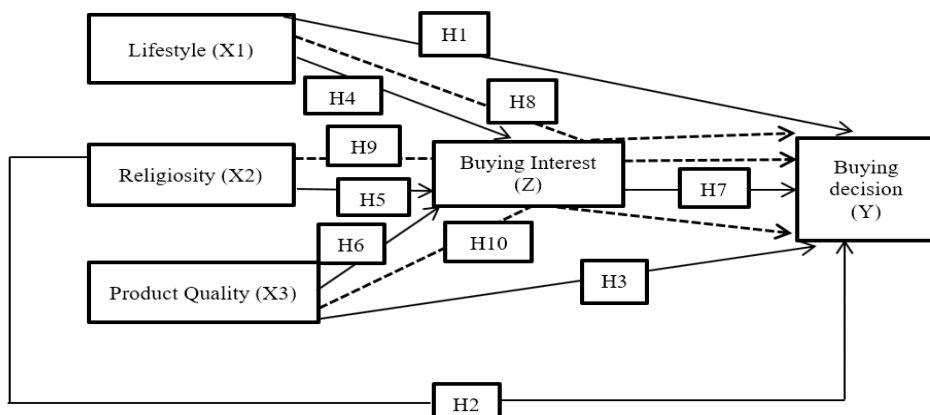 H1
Lifestyle (X1)
H4
H8
H9
Religiosity (X2)
H5
Buying Interest
(Z)
H7
Buying
decision
(Y)
H6
H10
Product Quality (X3)
H3
H2